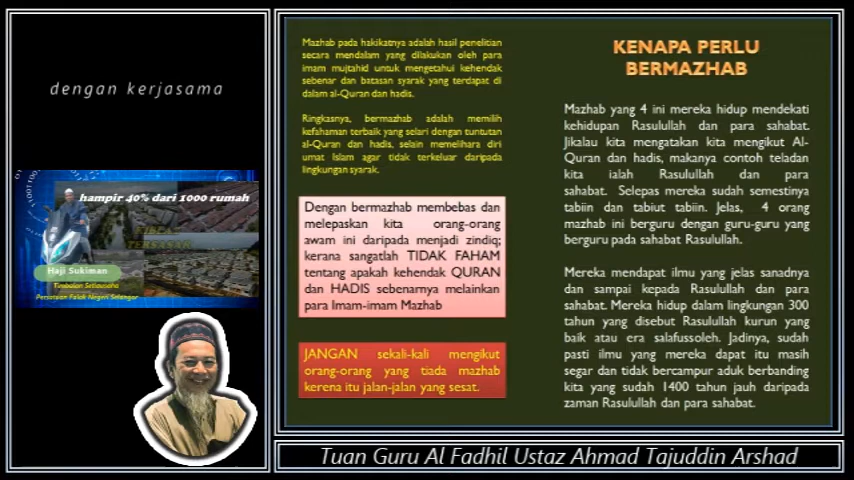 dengan kerjasama
hampir 40% dari 1000 rumah
TERSASAR
Haji Sukiman
Timbalan Setiausaha
Persatuan Falak Negeri Selangor
Mazhab pada hakikatnya adalah hasil penelitian
secara mendalam yang dilakukan oleh para
imam mujtahid untuk mengetahui kehendak
sebenar dan batasan syarak yang terdapat di
dalam al-Quran dan hadis.
Ringkasnya, bermazhab adalah memilih
kefahaman terbaik yang selari dengan tuntutan
al-Quran dan hadis, selain memelihara diri
umat Islam agar tidak terkeluar daripada
lingkungan syarak.
Dengan bermazhab membebas dan
melepaskan kita orang-orang
awam ini daripada menjadi zindiq;
kerana sangatlah TIDAK FAHAM
tentang apakah kehendak QURAN
dan HADIS sebenarnya melainkan
para Imam-imam Mazhab
JANGAN sekali-kali mengikut
orang-orang yang tiada mazhab
kerena itu jalan-jalan yang sesat.
KENAPA PERLU
BERMAZHAB
Mazhab yang 4 ini mereka hidup mendekati
kehidupan Rasulullah dan para sahabat.
Jikalau kita mengatakan kita mengikut Al-
Quran dan hadis, makanya contoh teladan
kita ialah Rasulullah dan para
sahabat. Selepas mereka sudah semestinya
tabiin dan tabiut tabiin. Jelas, 4 orang
mazhab ini berguru dengan guru-guru yang
berguru pada sahabat Rasulullah.
Mereka mendapat ilmu yang jelas sanadnya
dan sampai kepada Rasulullah dan para
sahabat. Mereka hidup dalam lingkungan 300
tahun yang disebut Rasulullah kurun yang
baik atau era salafussoleh. Jadinya, sudah
pasti ilmu yang mereka dapat itu masih
segar dan tidak bercampur aduk berbanding
kita yang sudah 1400 tahun jauh daripada
zaman Rasulullah dan para sahabat.
Tuan Guru Al Fadhil Ustaz Ahmad Tajuddin Arshad